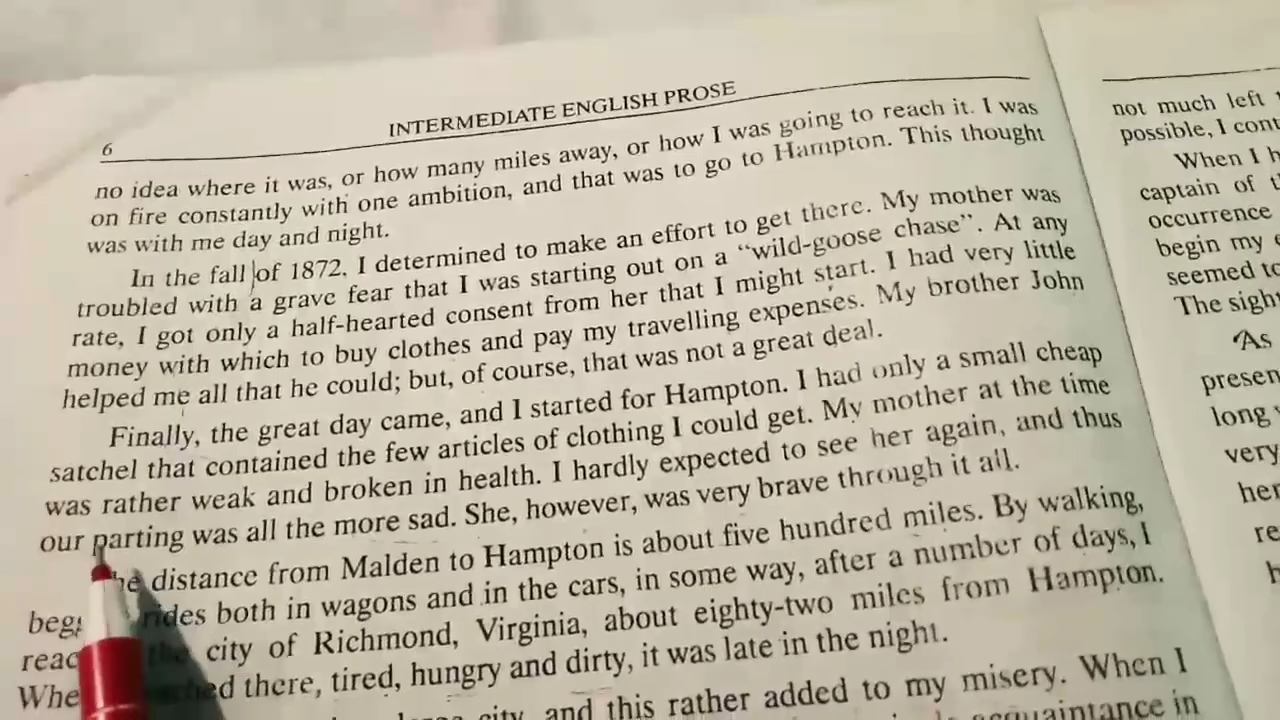 INTERMEDIATE ENGLISH PROSE
6
no idea where it was, or how many miles away, or how I was going to reach it. I was
on fire constantly with one ambition, and that was to go to Hampton. This thought
was with me day and night.
In the fall of 1872, I determined to make an effort to get there. My mother was
troubled with a grave fear that I was starting out on a “wild-goose chase”. At any
rate, I got only a half-hearted consent from her that I might start. I had very little
money with which to buy clothes and pay my travelling expenses. My brother John
helped me all that he could; but, of course, that was not a great deal.
Finally, the great day came, and I started for Hampton. I had only a small cheap
satchel that contained the few articles of clothing I could get. My mother at the time
was rather weak and broken in health. I hardly expected to see her again, and thus
our parting was all the more sad. She, however, was very brave through it all.
distance from Malden to Hampton is about five hundred miles. By walking,
rides both in wagons and in the cars, in some way, after a number of days, I
city of Richmond, Virginia, about eighty-two miles from Hampton.
there, tired, hungry and dirty, it was late in the night.
city, and this rather added to my misery. When I
acquaintance in
not much left
possible, I
When I
captain of
occurrence
begin my
seemed to
The
As
long
very